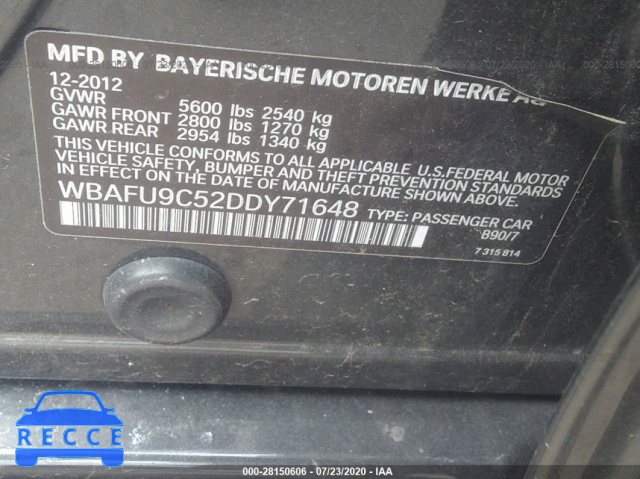 MFD BY BAYERISCHE MOTOREN WERKE AG
12-2012
GVWR 5600 lbs 2540 kg
GAWR FRONT 2800 lbs 1270 kg
GAWR REAR 2954 lbs 1340 kg
THIS VEHICLE CONFORMS TO ALL APPLICABLE U.S.FEDERAL MOTOR
VEHICLE SAFETY, BUMPER AND THEFT PREVENTION STANDARDS
IN EFFECT ON THE DATE OF MANUFACTURE SHOWN ABOVE.
WBAFU9C52DDY71648 TYPE: PASSENGER CAR
B90/7
7 315 814
RECCE
000-28150606 - 07/23/2020 - IAA